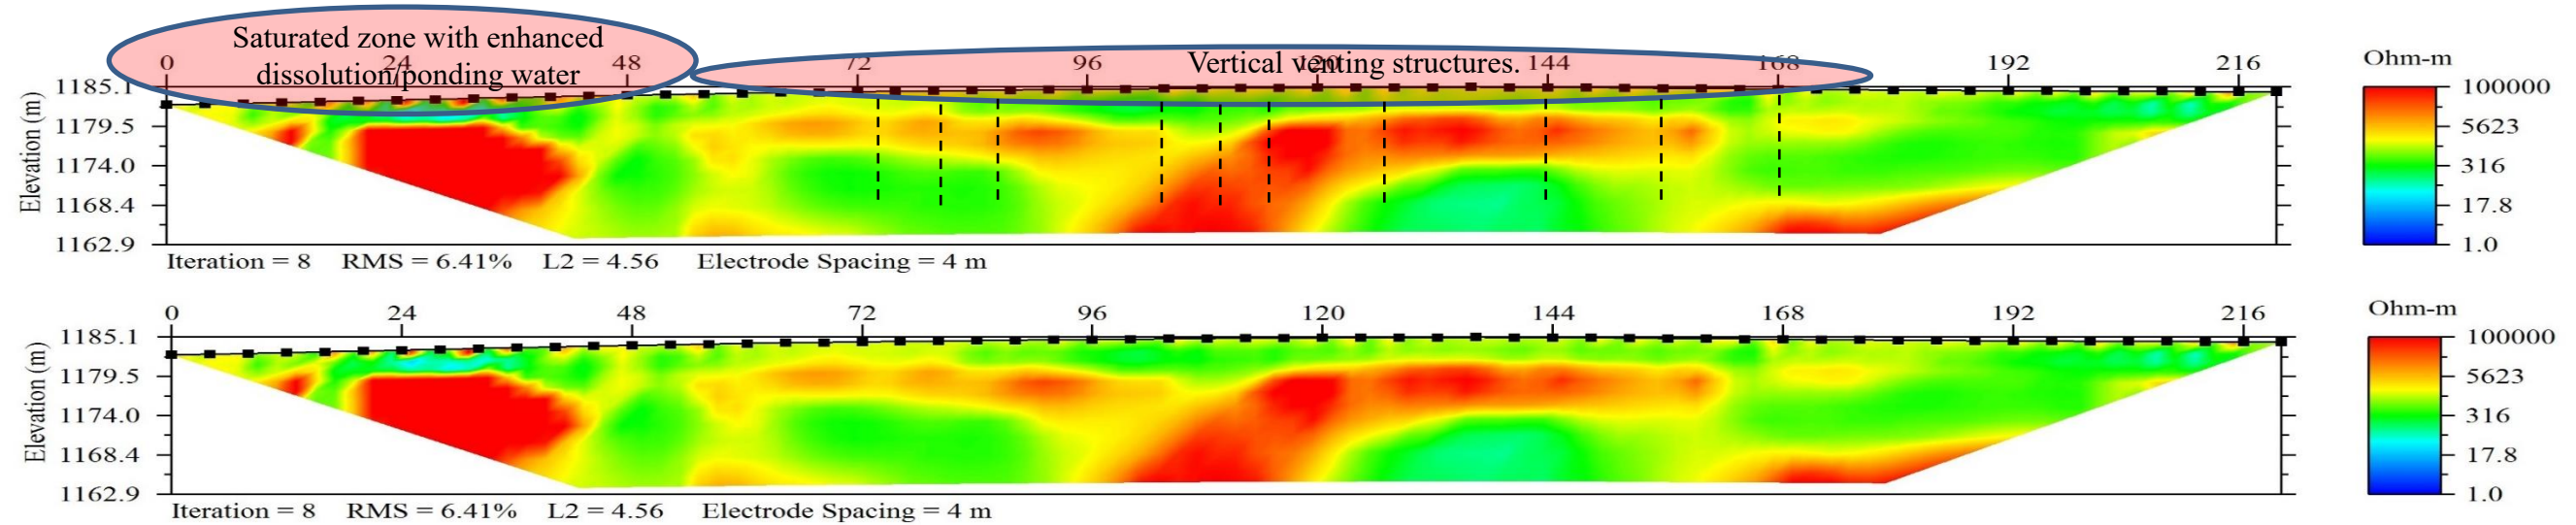 Saturated zone with enhanced
dissolution/ponding water
Vertical venting structures.
0 24 48 72 96 120 144 168 192 216
Ohm-m
Elevation (m)
1185.1
1179.5
1174.0
1168.4
1162.9
100000
5623
316
17.8
1.0
Iteration = 8 RMS = 6.41% L2 = 4.56 Electrode Spacing = 4 m
0 24 48 72 96 120 144 168 192 216
Ohm-m
Elevation (m)
1185.1
1179.5
1174.0
1168.4
1162.9
100000
5623
316
17.8
1.0
Iteration = 8 RMS = 6.41% L2 = 4.56 Electrode Spacing = 4 m